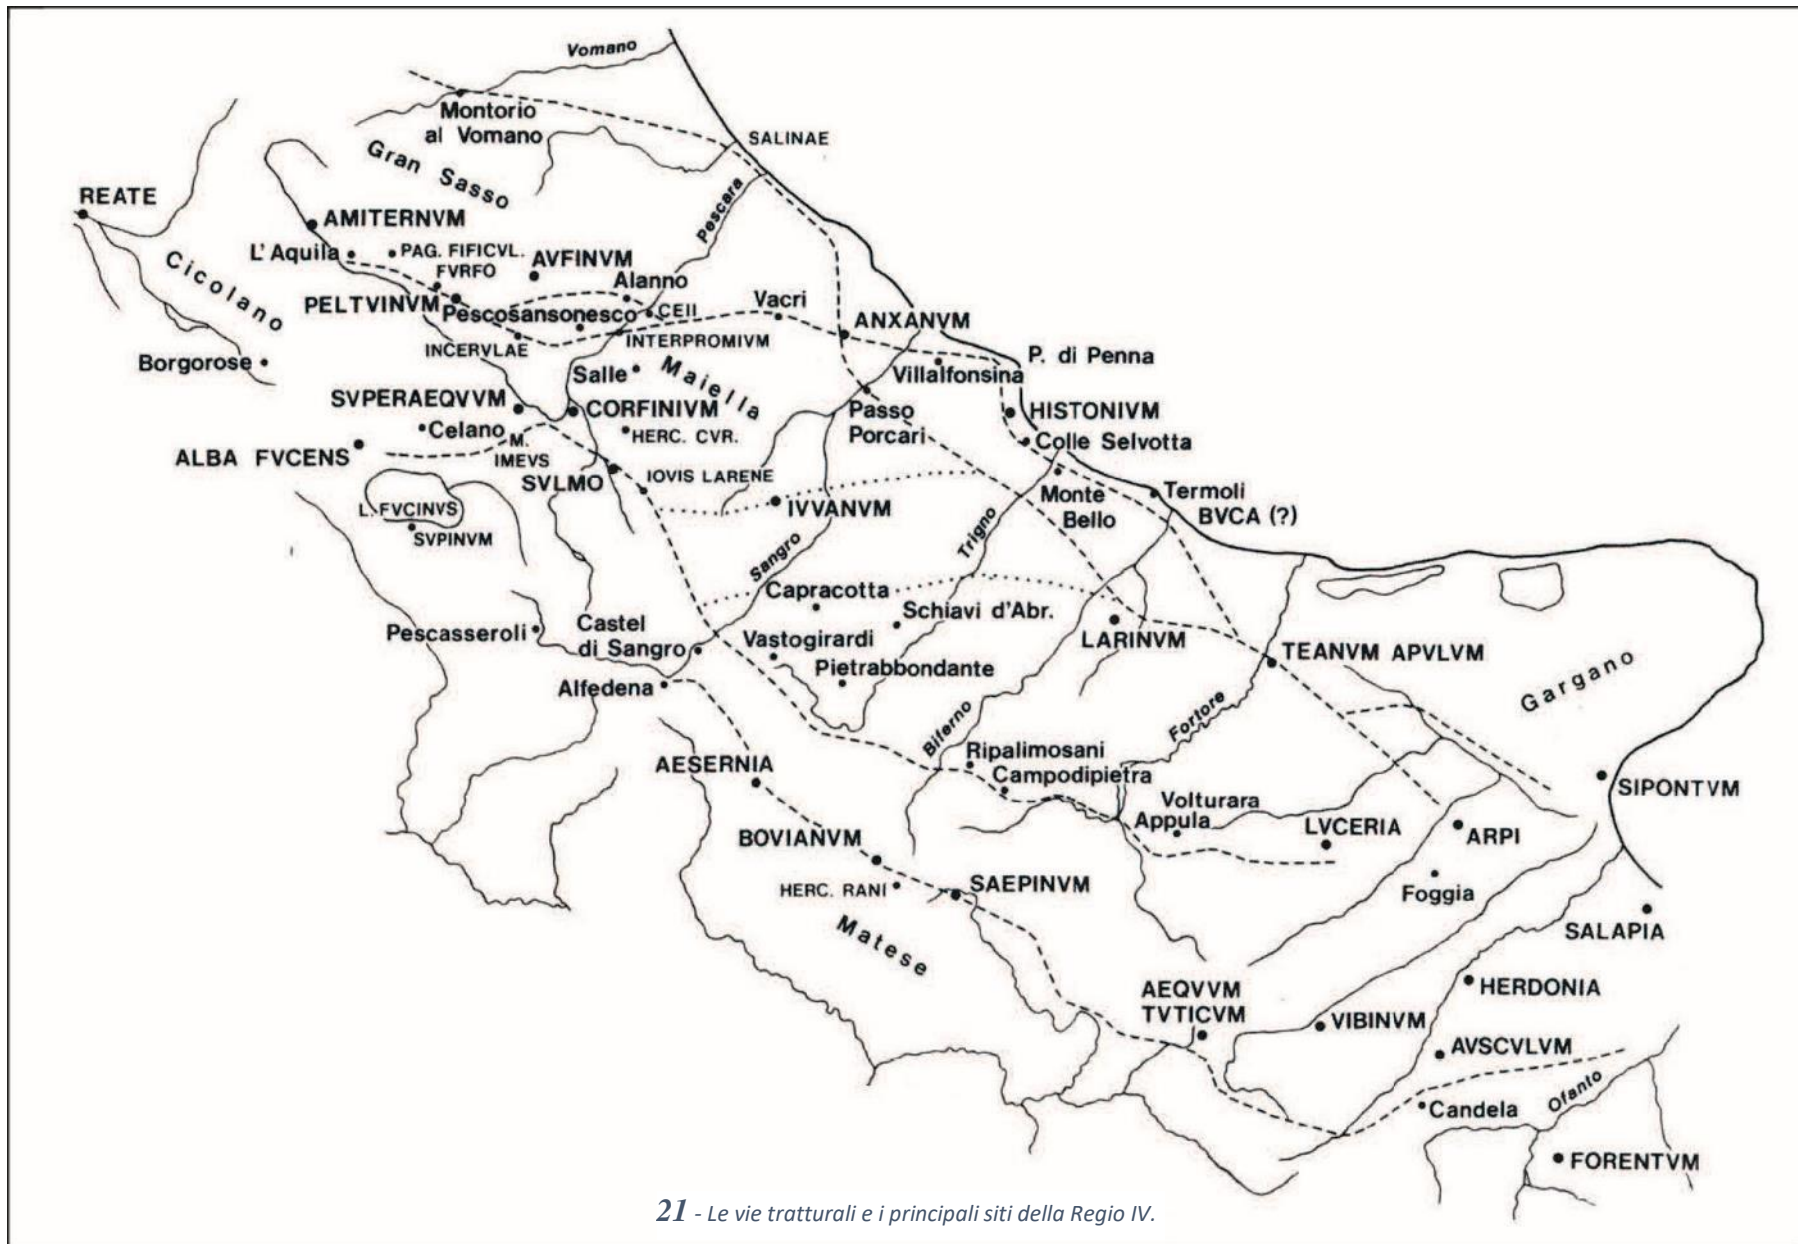 Vomano
Montorio
al Vomano
SALINAE
Gran Sasso
Pescara
REATE
AMITERNVM
L'Aquila
PAG. FIFICVL.
FVRFO
AVFINVM
Alanno
Cicolano
PELTVINVM
Pescosansonesco
CEII
Vacri
ANXANVM
INCERVLAE
INTERPROMIVM
P. di Penna
Borgorose
Salle
Maiella
Villalfonsina
SVPERAEQVVM
CORFINIVM
Passo
Porcari
HISTONIVM
Celano
HERC. CVR.
Colle Selvotta
ALBA FVCENS
M.
IMEVS
SVLMO
IOVIS LARENE
Monte
Bello
Termoli
BVCA (?)
L. FVCINVS
IVVANVM
SVPINVM
Sangro
Trigno
Capracotta
Schiavi d'Abr.
Pescasseroli
Castel
di Sangro
Vastogirardi
LARINVM
TEANVM APVLVM
Pietrabbondante
Gargano
Alfedena
Biferno
Fortore
Ripalimosani
AESERNIA
Campodipietra
SIPONTVM
Volturara
Appula
LVCERIA
ARPI
BOVIANVM
HERC. RANI
SAEPINVM
Foggia
Matese
SALAPIA
AEQVVM
TVTICVM
HERDONIA
VIBINVM
AVSCVLVM
Candela
Ofanto
FORENTVM
21 - Le vie tratturali e i principali siti della Regio IV.